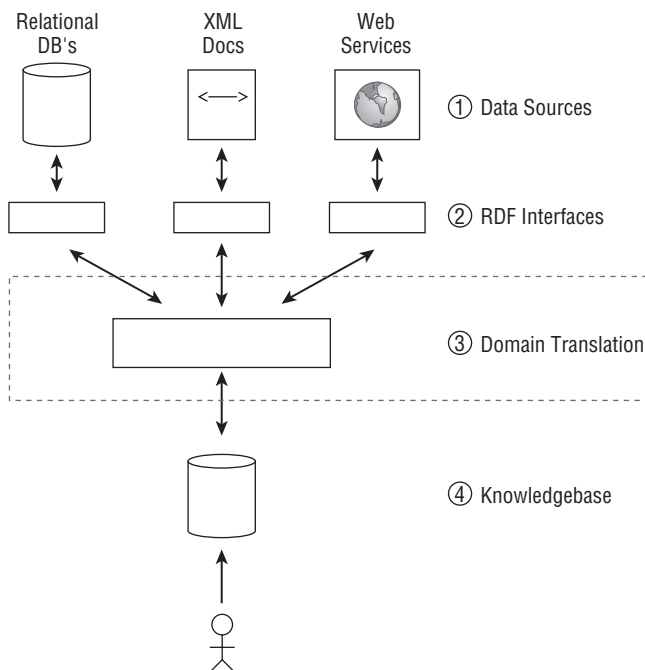 Relational
DB's
XML
Docs
Web
Services
<—>
① Data Sources
② RDF Interfaces
③ Domain Translation
④ Knowledgebase